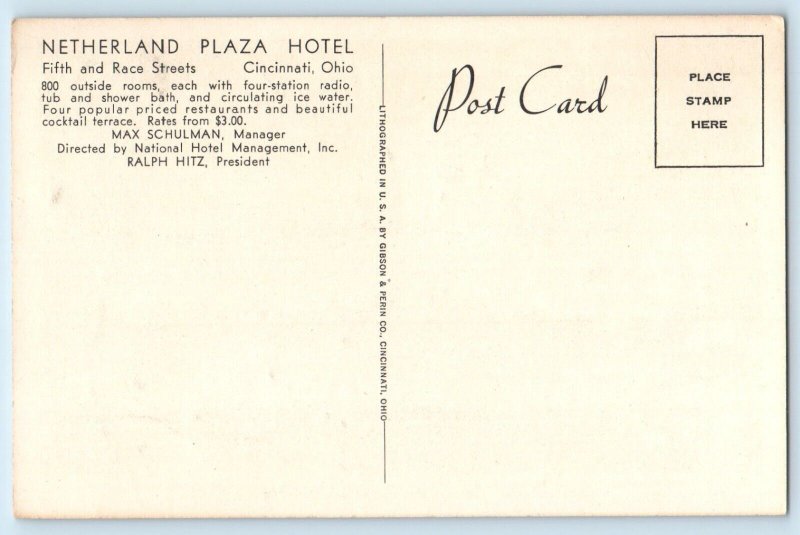 NETHERLAND PLAZA HOTEL
Fifth and Race Streets Cincinnati, Ohio
800 outside rooms, each with four-station radio,
tub and shower bath, and circulating ice water.
Four popular priced restaurants and beautiful
cocktail terrace. Rates from $3.00.
MAX SCHULMAN, Manager
Directed by National Hotel Management, Inc.
RALPH HITZ, President
LITHOGRAPHED IN U. S. A. BY GIBSON & PERIN CO., CINCINNATI, OHIO
Post Card
PLACE
STAMP
HERE